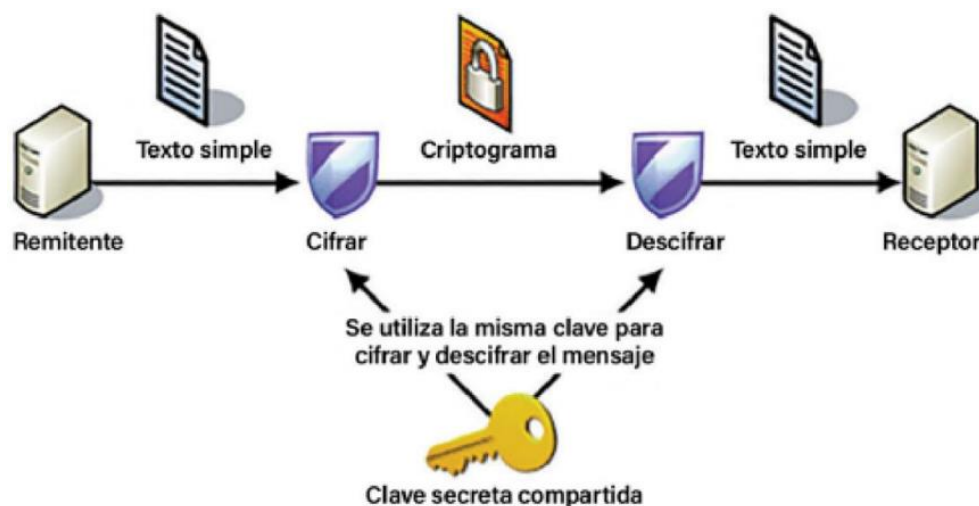 Texto simple
Criptograma
Texto simple
Remitente
Cifrar
Descifrar
Receptor
Se utiliza la misma clave para
cifrar y descifrar el mensaje
Clave secreta compartida